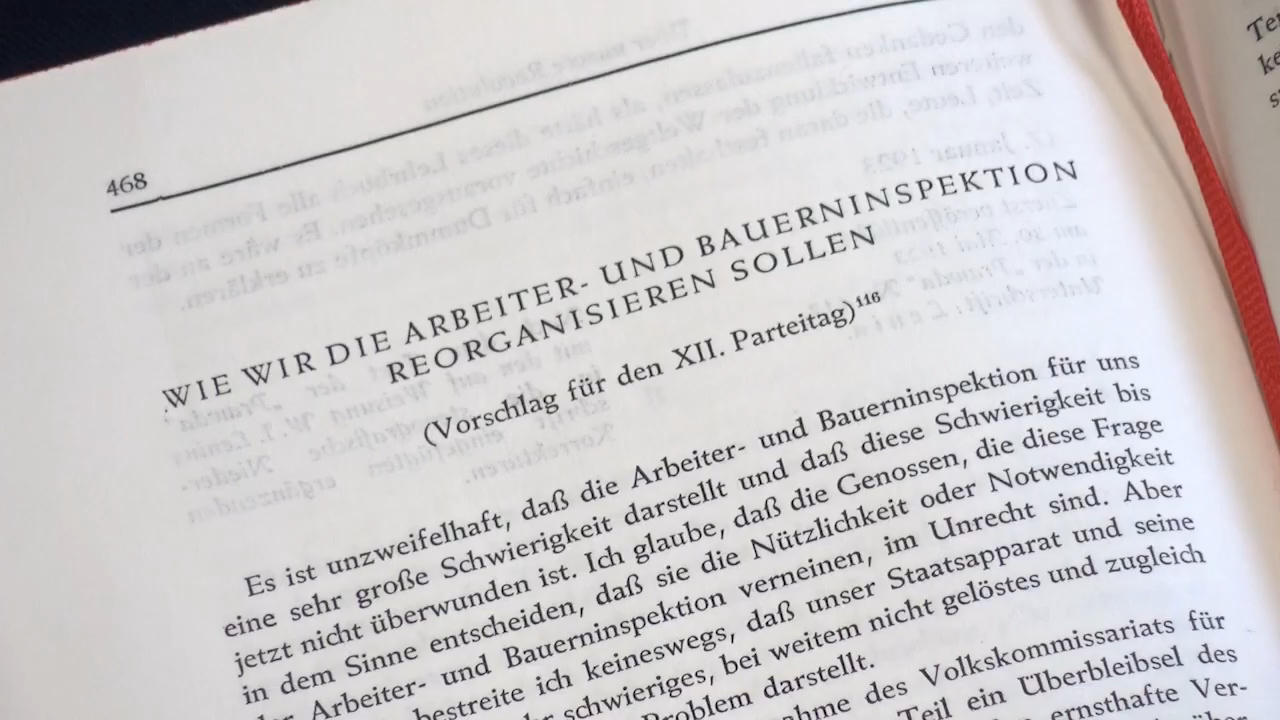 468
WIE WIR DIE ARBEITER- UND BAUERNINSPEKTION
REORGANISIEREN SOLLEN
(Vorschlag für den XII. Parteitag)116
Es ist unzweifelhaft, daß die Arbeiter- und Bauerninspektion für uns
eine sehr große Schwierigkeit darstellt und daß diese Schwierigkeit bis
jetzt nicht überwunden ist. Ich glaube, daß die Genossen, die diese Frage
in dem Sinne entscheiden, daß sie die Nützlichkeit oder Notwendigkeit
der Arbeiter- und Bauerninspektion verneinen, im Unrecht sind. Aber
bestreite ich keineswegs, daß unser Staatsapparat und seine
schwieriges, bei weitem nicht gelöstes und zugleich
Problem darstellt.
des Volkskommissariats für
Teil ein Überbleibsel des
ernsthafte Ver-